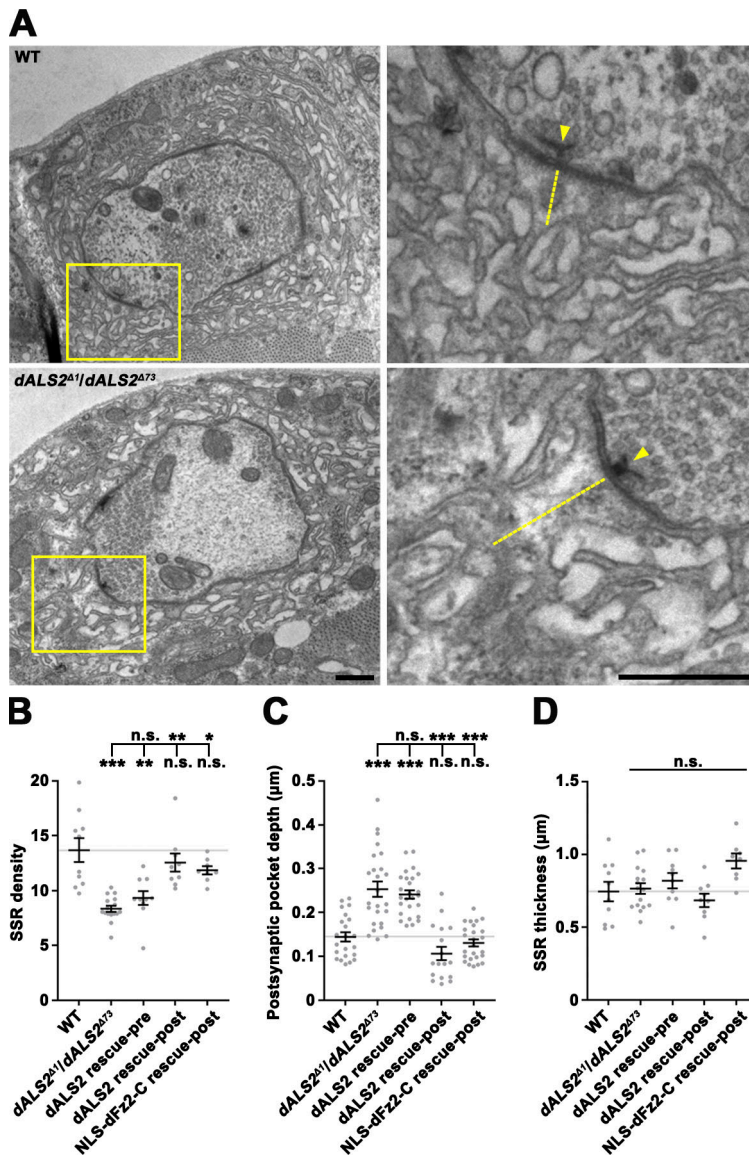 A
WT
dALS2Δ1/dALS2Δ73
B
n.s. ** *
*** ** n.s. n.s.
SSR density
20
15
10
5
0
WT
dALS2Δ1/dALS2Δ73
dALS2 rescue-pre
dALS2 rescue-post
NLS-dFz2-C rescue-post
C
n.s. *** ***
*** *** n.s. n.s.
Postsynaptic pocket depth (μm)
0.5
0.4
0.3
0.2
0.1
0
WT
dALS2Δ1/dALS2Δ73
dALS2 rescue-pre
dALS2 rescue-post
NLS-dFz2-C rescue-post
D
n.s.
SSR thickness (μm)
1.5
1.0
0.5
0
WT
dALS2Δ1/dALS2Δ73
dALS2 rescue-pre
dALS2 rescue-post
NLS-dFz2-C rescue-post